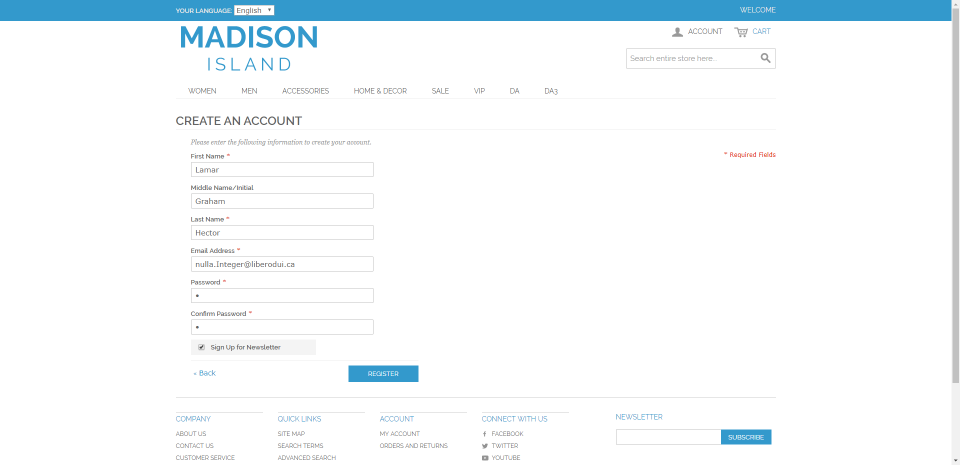 YOUR LANGUAGE: English
WELCOME
MADISON
ISLAND
ACCOUNT CART
Search entire store here...
WOMEN MEN ACCESSORIES HOME & DECOR SALE VIP DA DA3
CREATE AN ACCOUNT
Please enter the following information to create your account.
* Required Fields
First Name *
Lamar
Middle Name/Initial
Graham
Last Name *
Hector
Email Address *
nulla.Integer@liberodui.ca
Password *
•
Confirm Password *
•
Sign Up for Newsletter
« Back
REGISTER
COMPANY
ABOUT US
CONTACT US
CUSTOMER SERVICE
QUICK LINKS
SITE MAP
SEARCH TERMS
ADVANCED SEARCH
ACCOUNT
MY ACCOUNT
ORDERS AND RETURNS
CONNECT WITH US
FACEBOOK
TWITTER
YOUTUBE
NEWSLETTER
SUBSCRIBE